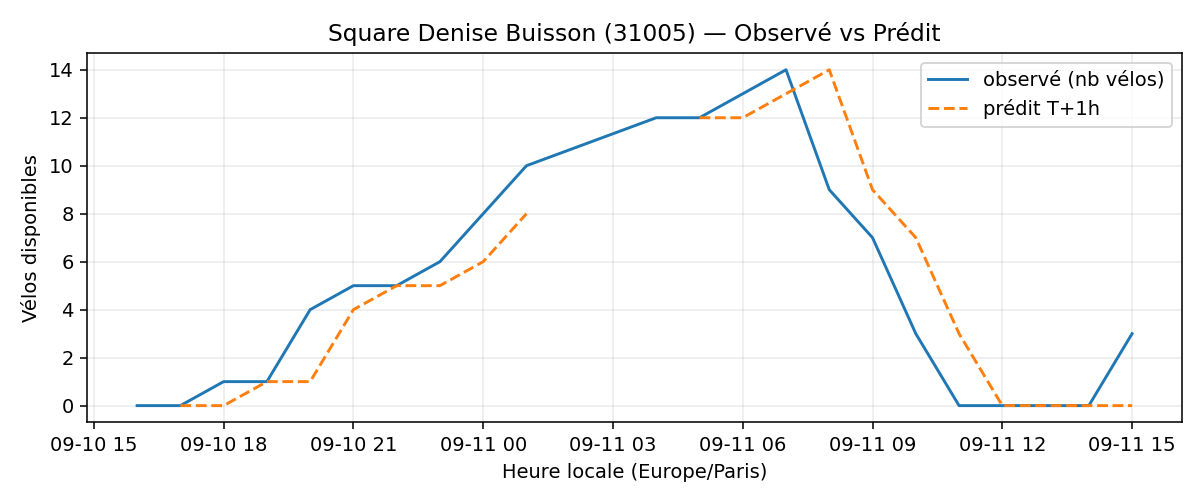 Square Denise Buisson (31005) — Observé vs Prédit
observé (nb vélos)
prédit T+1h
Vélos disponibles
14
12
10
8
6
4
2
0
09-10 15 09-10 18 09-10 21 09-11 00 09-11 03 09-11 06 09-11 09 09-11 12 09-11 15
Heure locale (Europe/Paris)